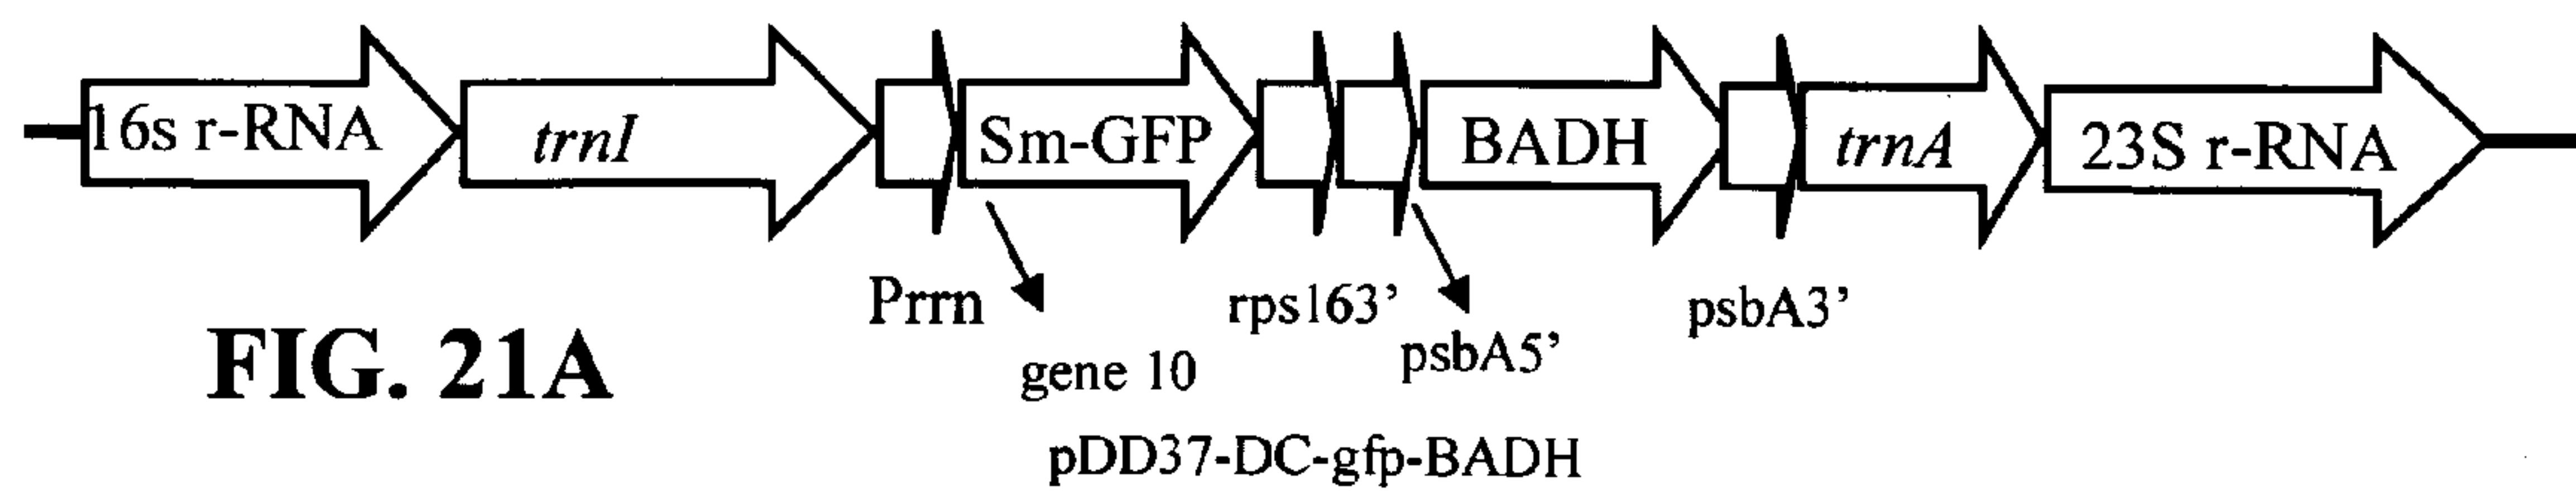 16s r-RNA trnI Sm-GFP BADH trnA 23S r-RNA
Prrn rps163’ psbA3’
FIG. 21A gene 10 psbA5’
pDD37-DC-gfp-BADH